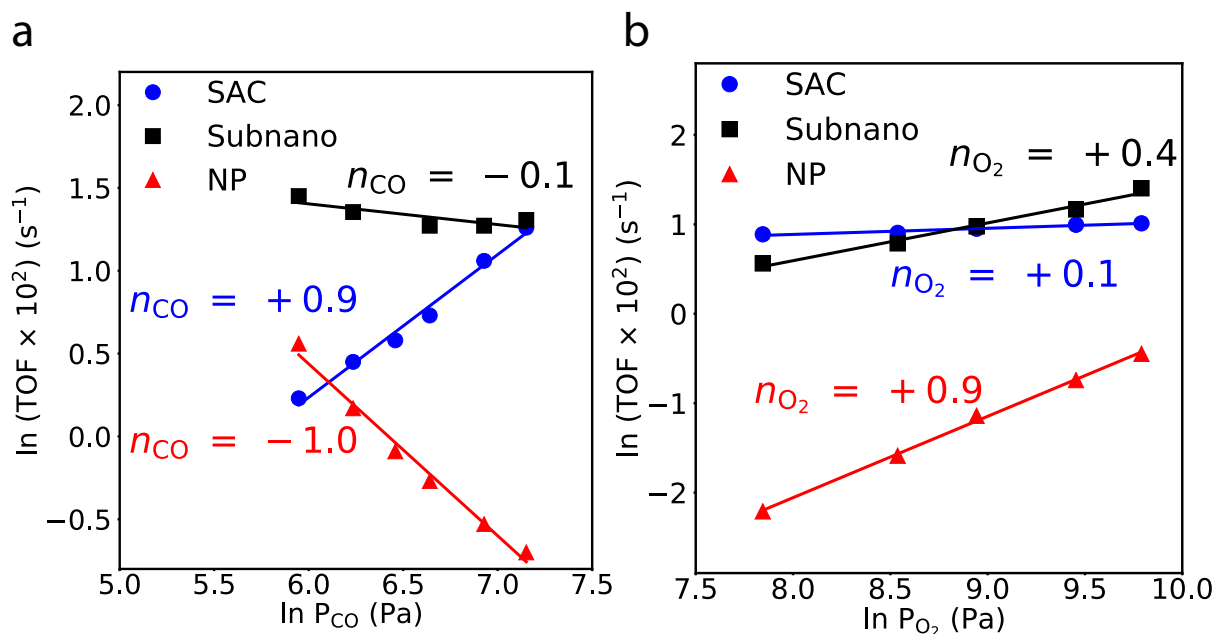 a
SAC
Subnano
NP
n_CO = − 0.1
n_CO = + 0.9
n_CO = − 1.0
2.0
1.5
1.0
0.5
0.0
−0.5
ln (TOF × 10²) (s⁻¹)
5.0 5.5 6.0 6.5 7.0 7.5
ln P_CO (Pa)
b
SAC
Subnano
NP
n_O₂ = + 0.4
n_O₂ = + 0.1
n_O₂ = + 0.9
2
1
0
−1
−2
ln (TOF × 10²) (s⁻¹)
7.5 8.0 8.5 9.0 9.5 10.0
ln P_O₂ (Pa)